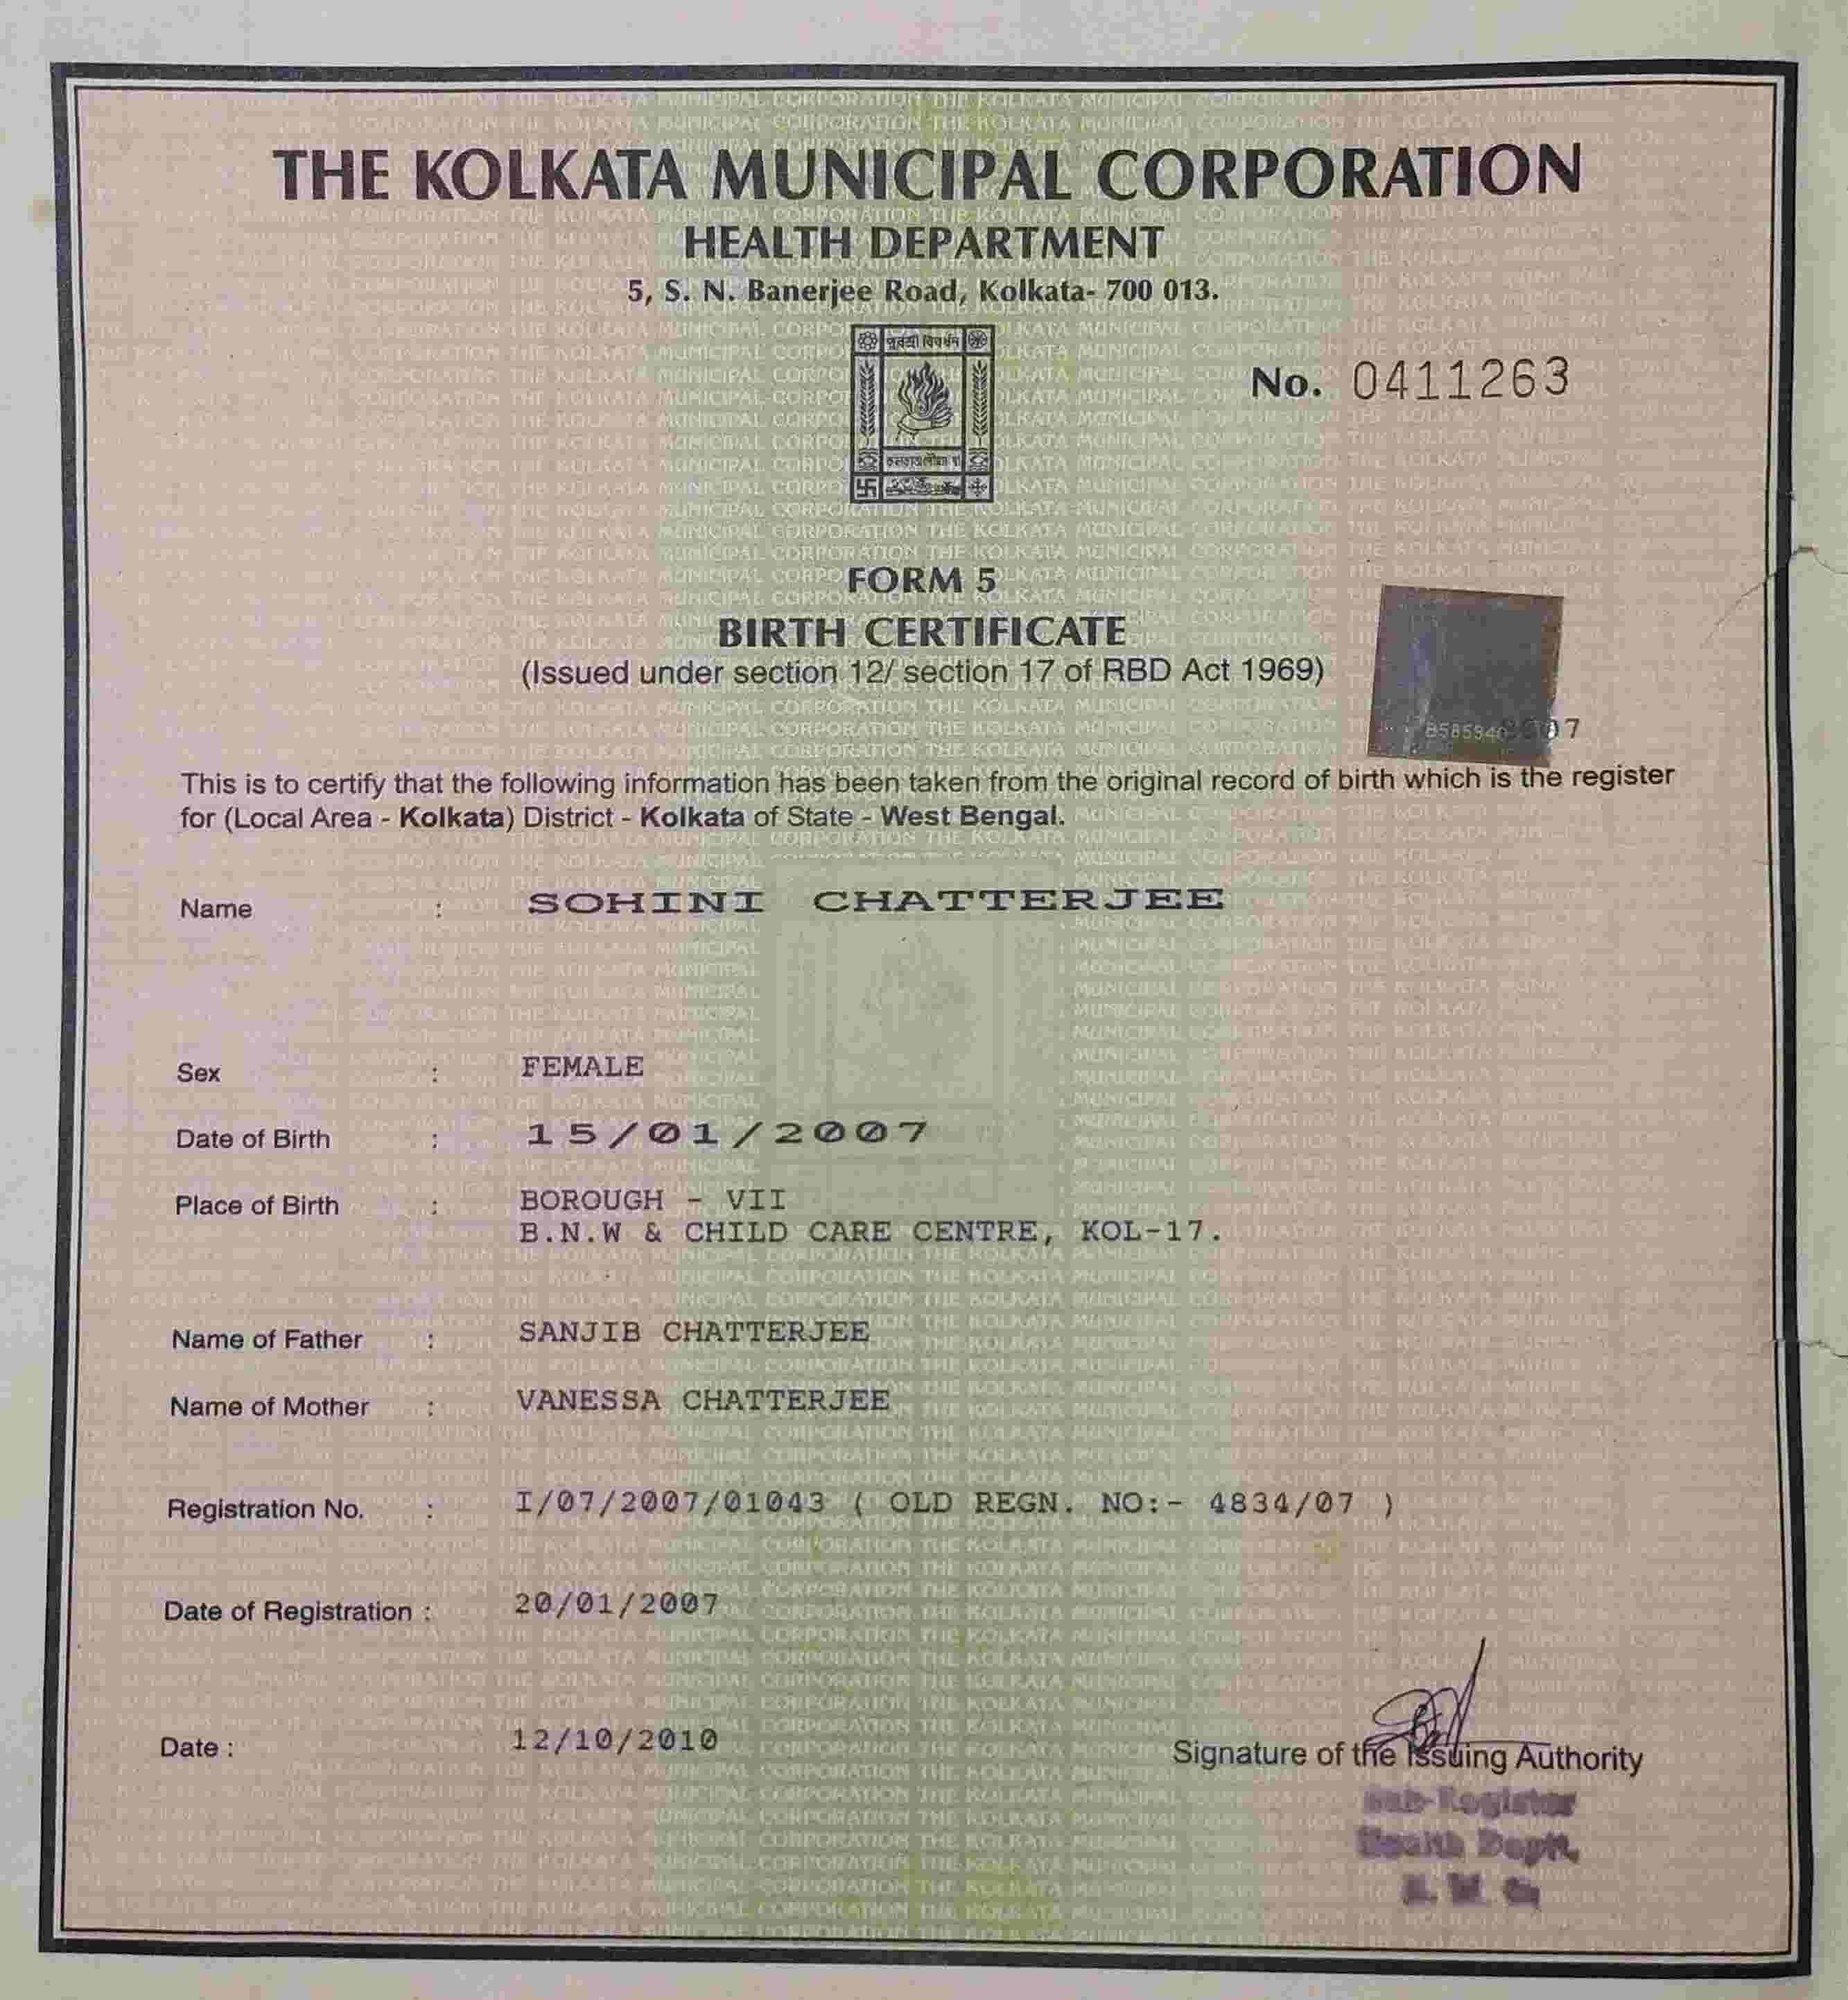 THE KOLKATA MUNICIPAL CORPORATION
HEALTH DEPARTMENT
5, S. N. Banerjee Road, Kolkata- 700 013.
No. 0411263
FORM 5
BIRTH CERTIFICATE
(Issued under section 12/ section 17 of RBD Act 1969)
This is to certify that the following information has been taken from the original record of birth which is the register
for (Local Area - Kolkata) District - Kolkata of State - West Bengal.
Name : SOHINI CHATTERJEE
Sex : FEMALE
Date of Birth : 15/01/2007
Place of Birth : BOROUGH - VII
B.N.W & CHILD CARE CENTRE, KOL-17.
Name of Father : SANJIB CHATTERJEE
Name of Mother : VANESSA CHATTERJEE
Registration No. : I/07/2007/01043 ( OLD REGN. NO:- 4834/07 )
Date of Registration : 20/01/2007
Date : 12/10/2010
Signature of the Issuing Authority
Sub-Registrar
Health Deptt.
K. M. C.